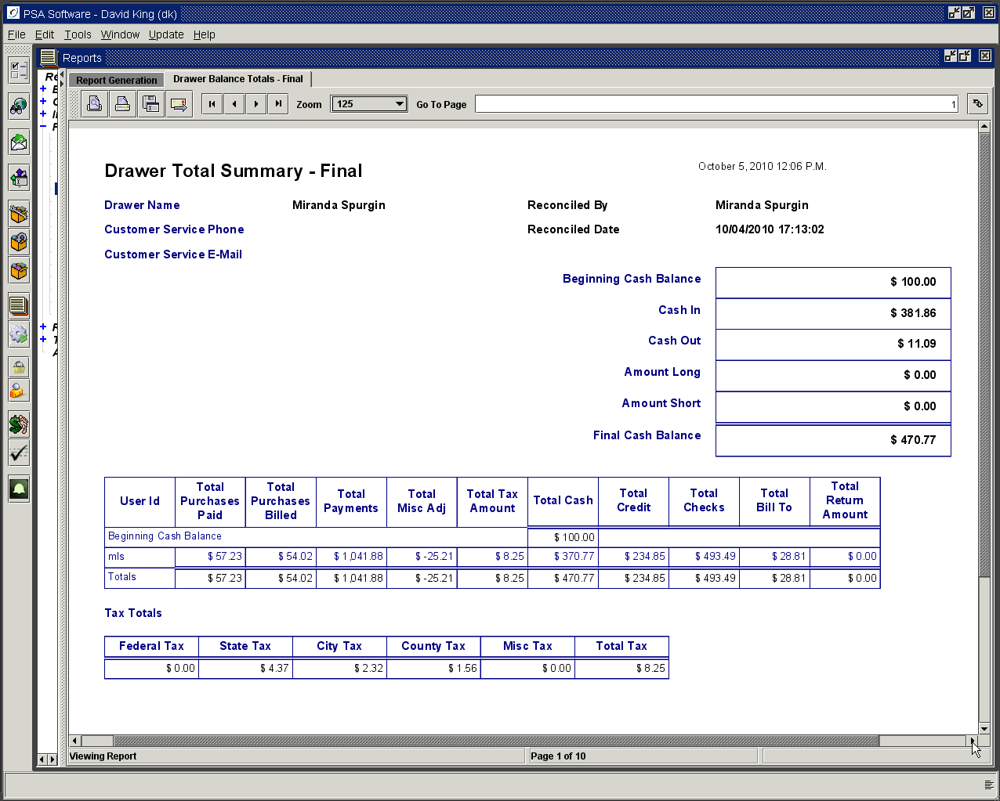 PSA Software - David King (dk)
File Edit Tools Window Update Help
Reports
Report Generation Drawer Balance Totals - Final
Zoom 125 Go To Page 1
Drawer Total Summary - Final October 5, 2010 12:06 P.M.
Drawer Name Miranda Spurgin Reconciled By Miranda Spurgin
Customer Service Phone Reconciled Date 10/04/2010 17:13:02
Customer Service E-Mail
Beginning Cash Balance $ 100.00
Cash In $ 381.86
Cash Out $ 11.09
Amount Long $ 0.00
Amount Short $ 0.00
Final Cash Balance $ 470.77
User Id Total Purchases Paid Total Purchases Billed Total Payments Total Misc Adj Total Tax Amount Total Cash Total Credit Total Checks Total Bill To Total Return Amount
Beginning Cash Balance $ 100.00
mls $ 57.23 $ 54.02 $ 1,041.88 $ -25.21 $ 8.25 $ 370.77 $ 234.85 $ 493.49 $ 28.81 $ 0.00
Totals $ 57.23 $ 54.02 $ 1,041.88 $ -25.21 $ 8.25 $ 470.77 $ 234.85 $ 493.49 $ 28.81 $ 0.00
Tax Totals
Federal Tax State Tax City Tax County Tax Misc Tax Total Tax
$ 0.00 $ 4.37 $ 2.32 $ 1.56 $ 0.00 $ 8.25
Viewing Report Page 1 of 10